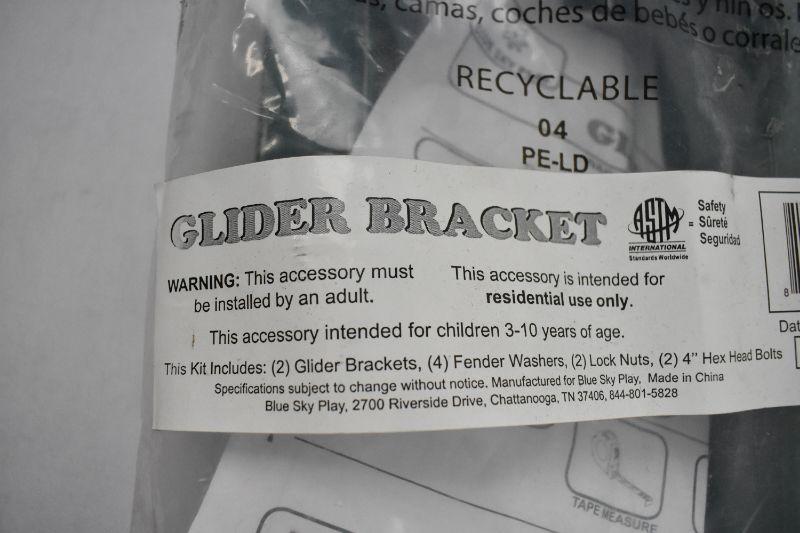 y niños.
camas, coches de bebés o corrale
RECYCLABLE
04
PE-LD
GLIDER BRACKET
ASTM
INTERNATIONAL
Standards Worldwide
= Safety
Sûreté
Seguridad
WARNING: This accessory must
be installed by an adult.
This accessory is intended for
residential use only.
This accessory intended for children 3-10 years of age.
This Kit Includes: (2) Glider Brackets, (4) Fender Washers, (2) Lock Nuts, (2) 4" Hex Head Bolts
Specifications subject to change without notice. Manufactured for Blue Sky Play, Made in China
Blue Sky Play, 2700 Riverside Drive, Chattanooga, TN 37406, 844-801-5828
8
Dat
TAPE MEASURE